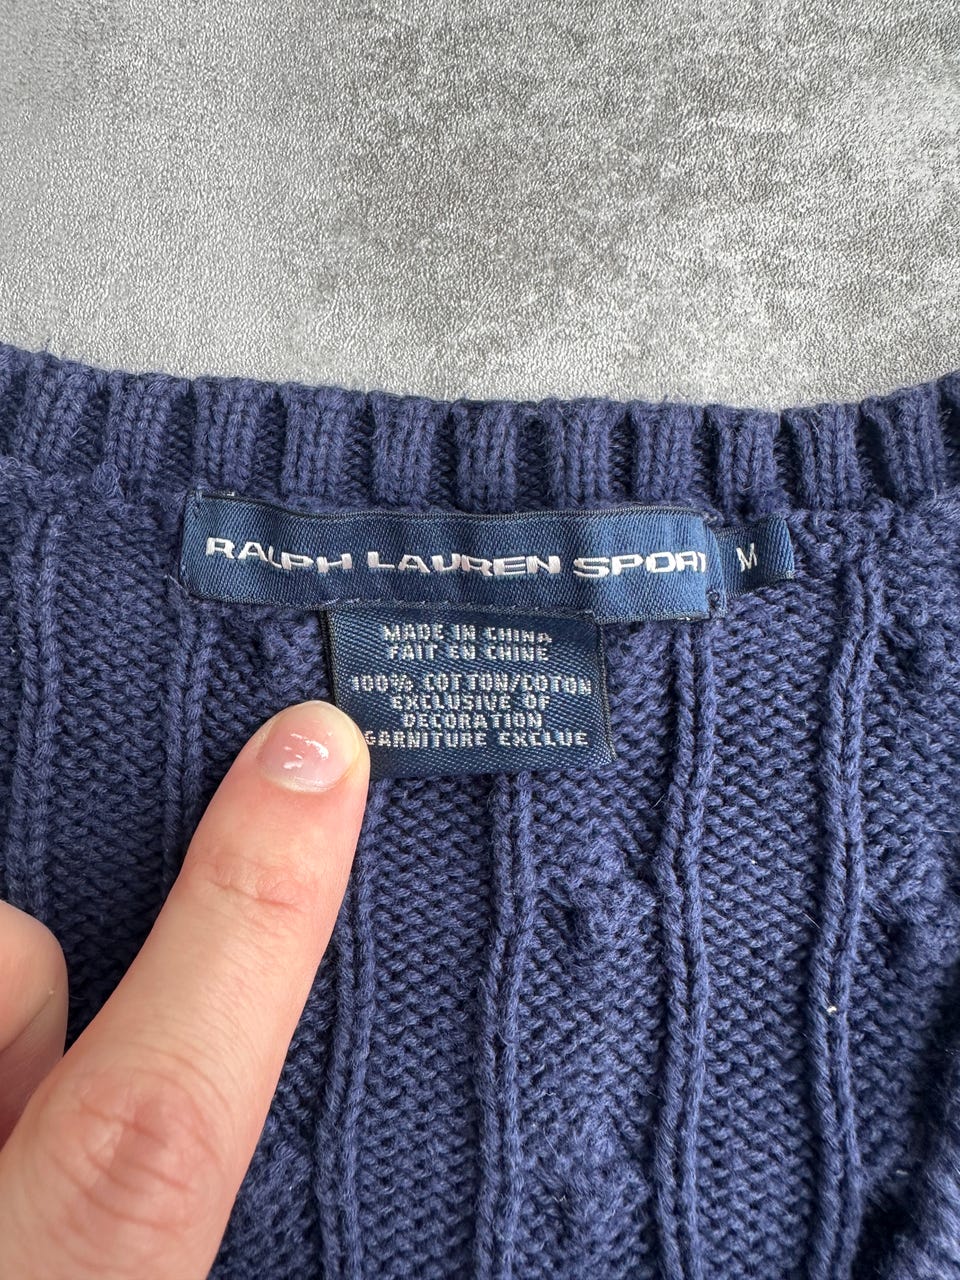 RALPH LAUREN SPORT
M
MADE IN CHINA
FAIT EN CHINE
100% COTTON/COTON
EXCLUSIVE OF
DECORATION
GARNITURE EXCLUE